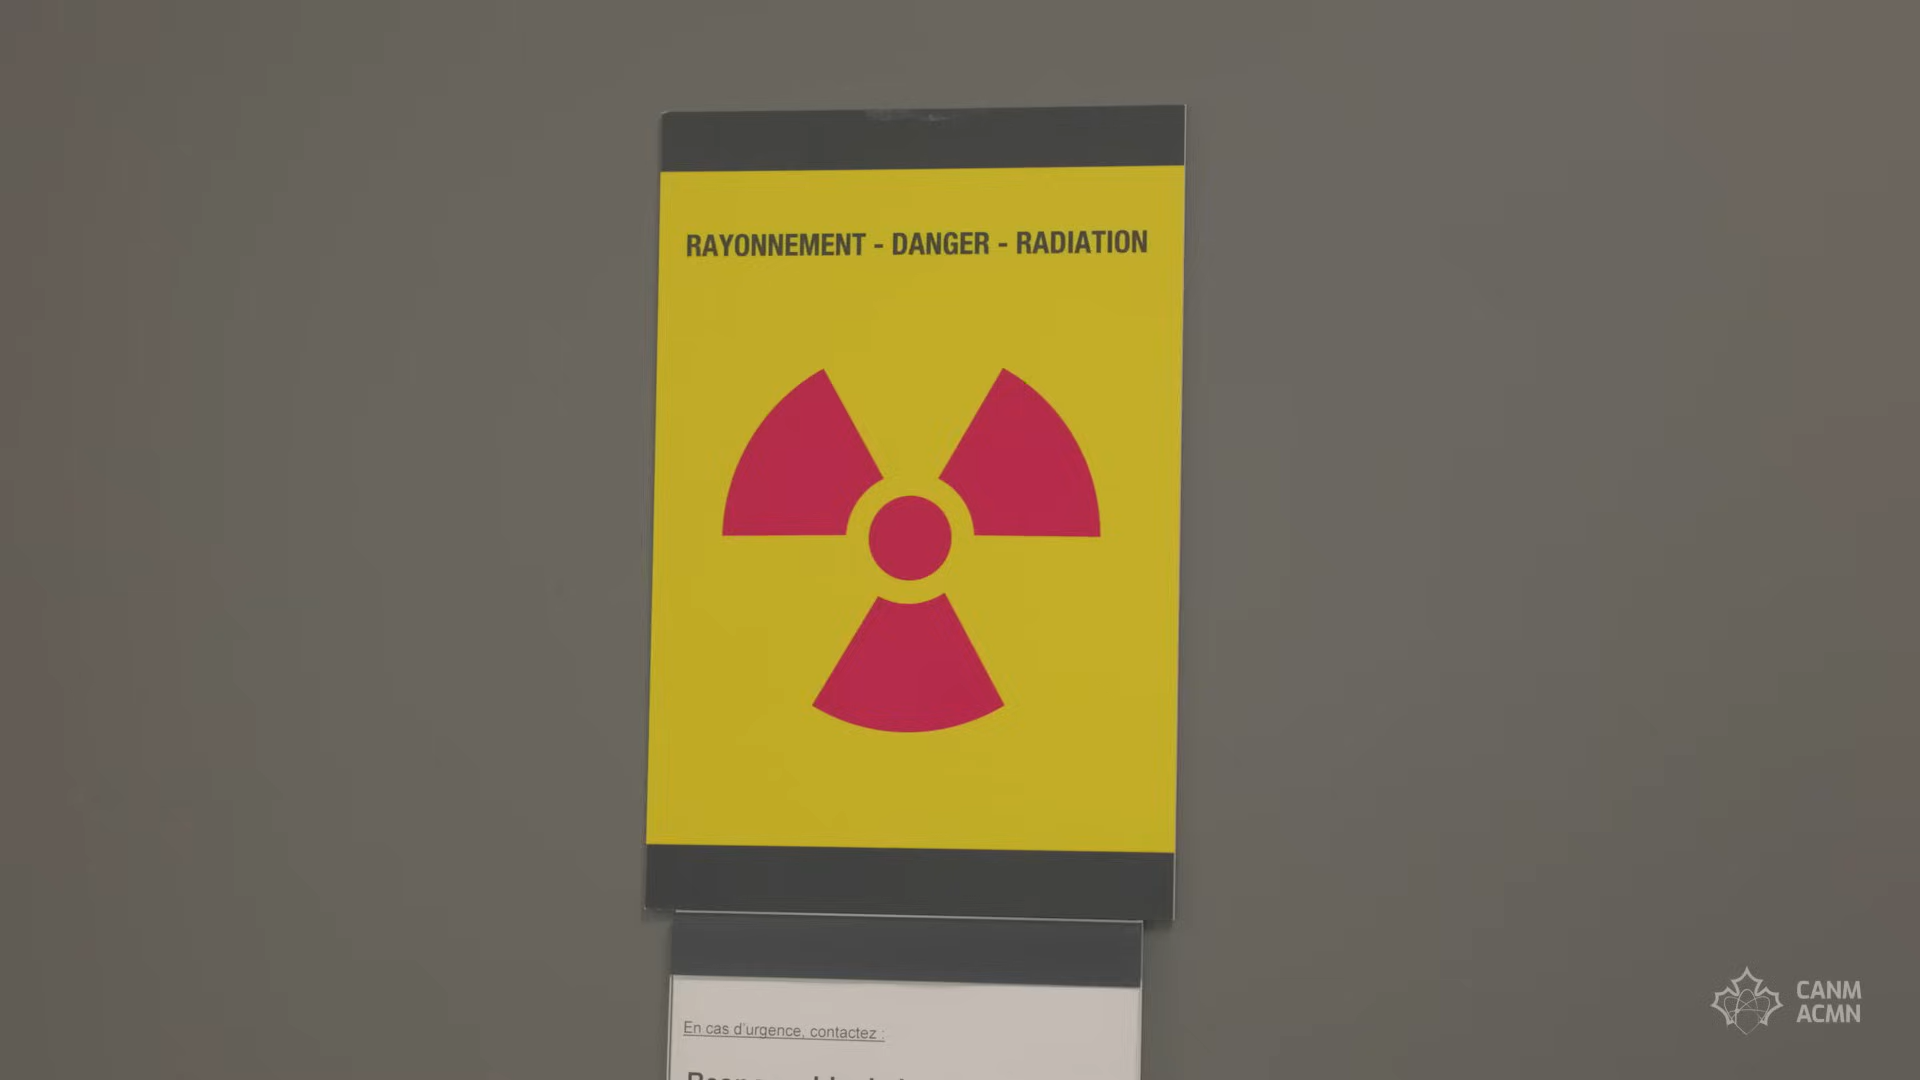 RAYONNEMENT - DANGER - RADIATION
En cas d'urgence, contactez :
CANM
ACMN